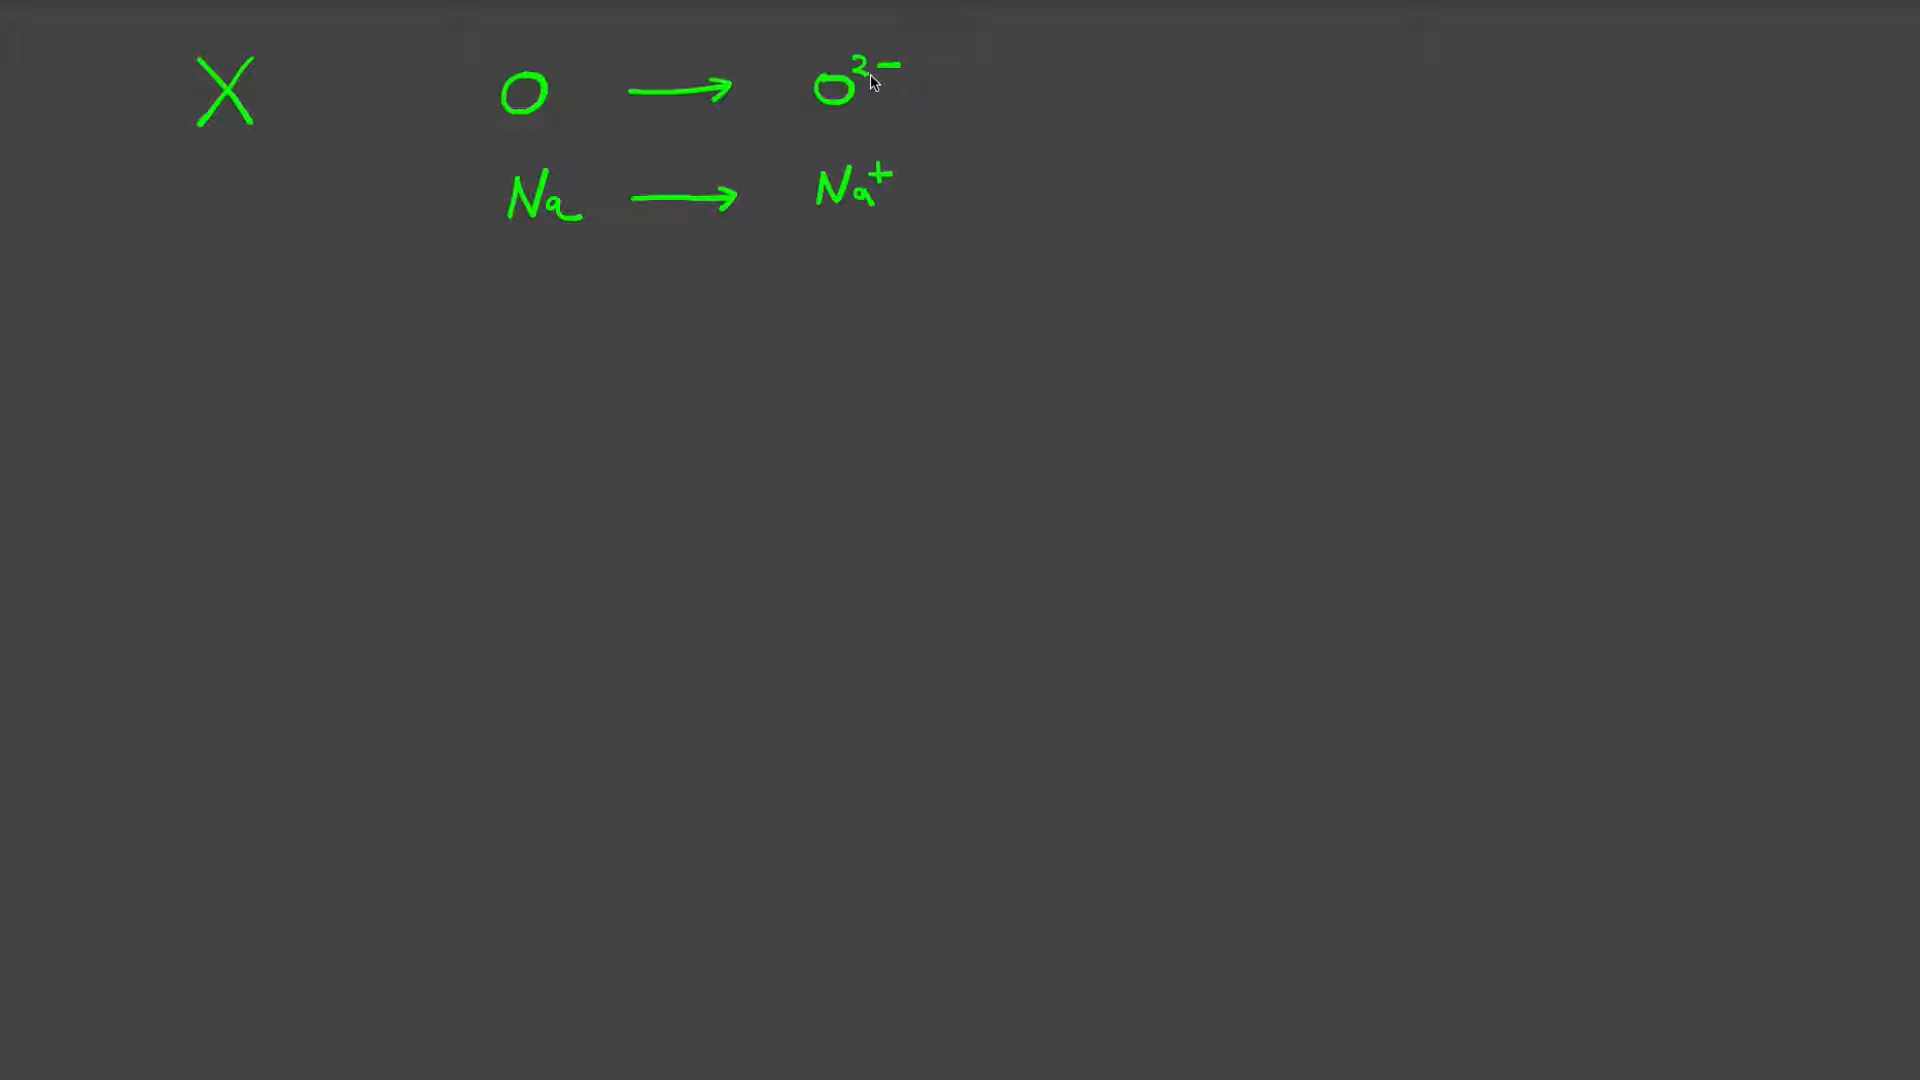 X O → O²⁻
Na → Na⁺